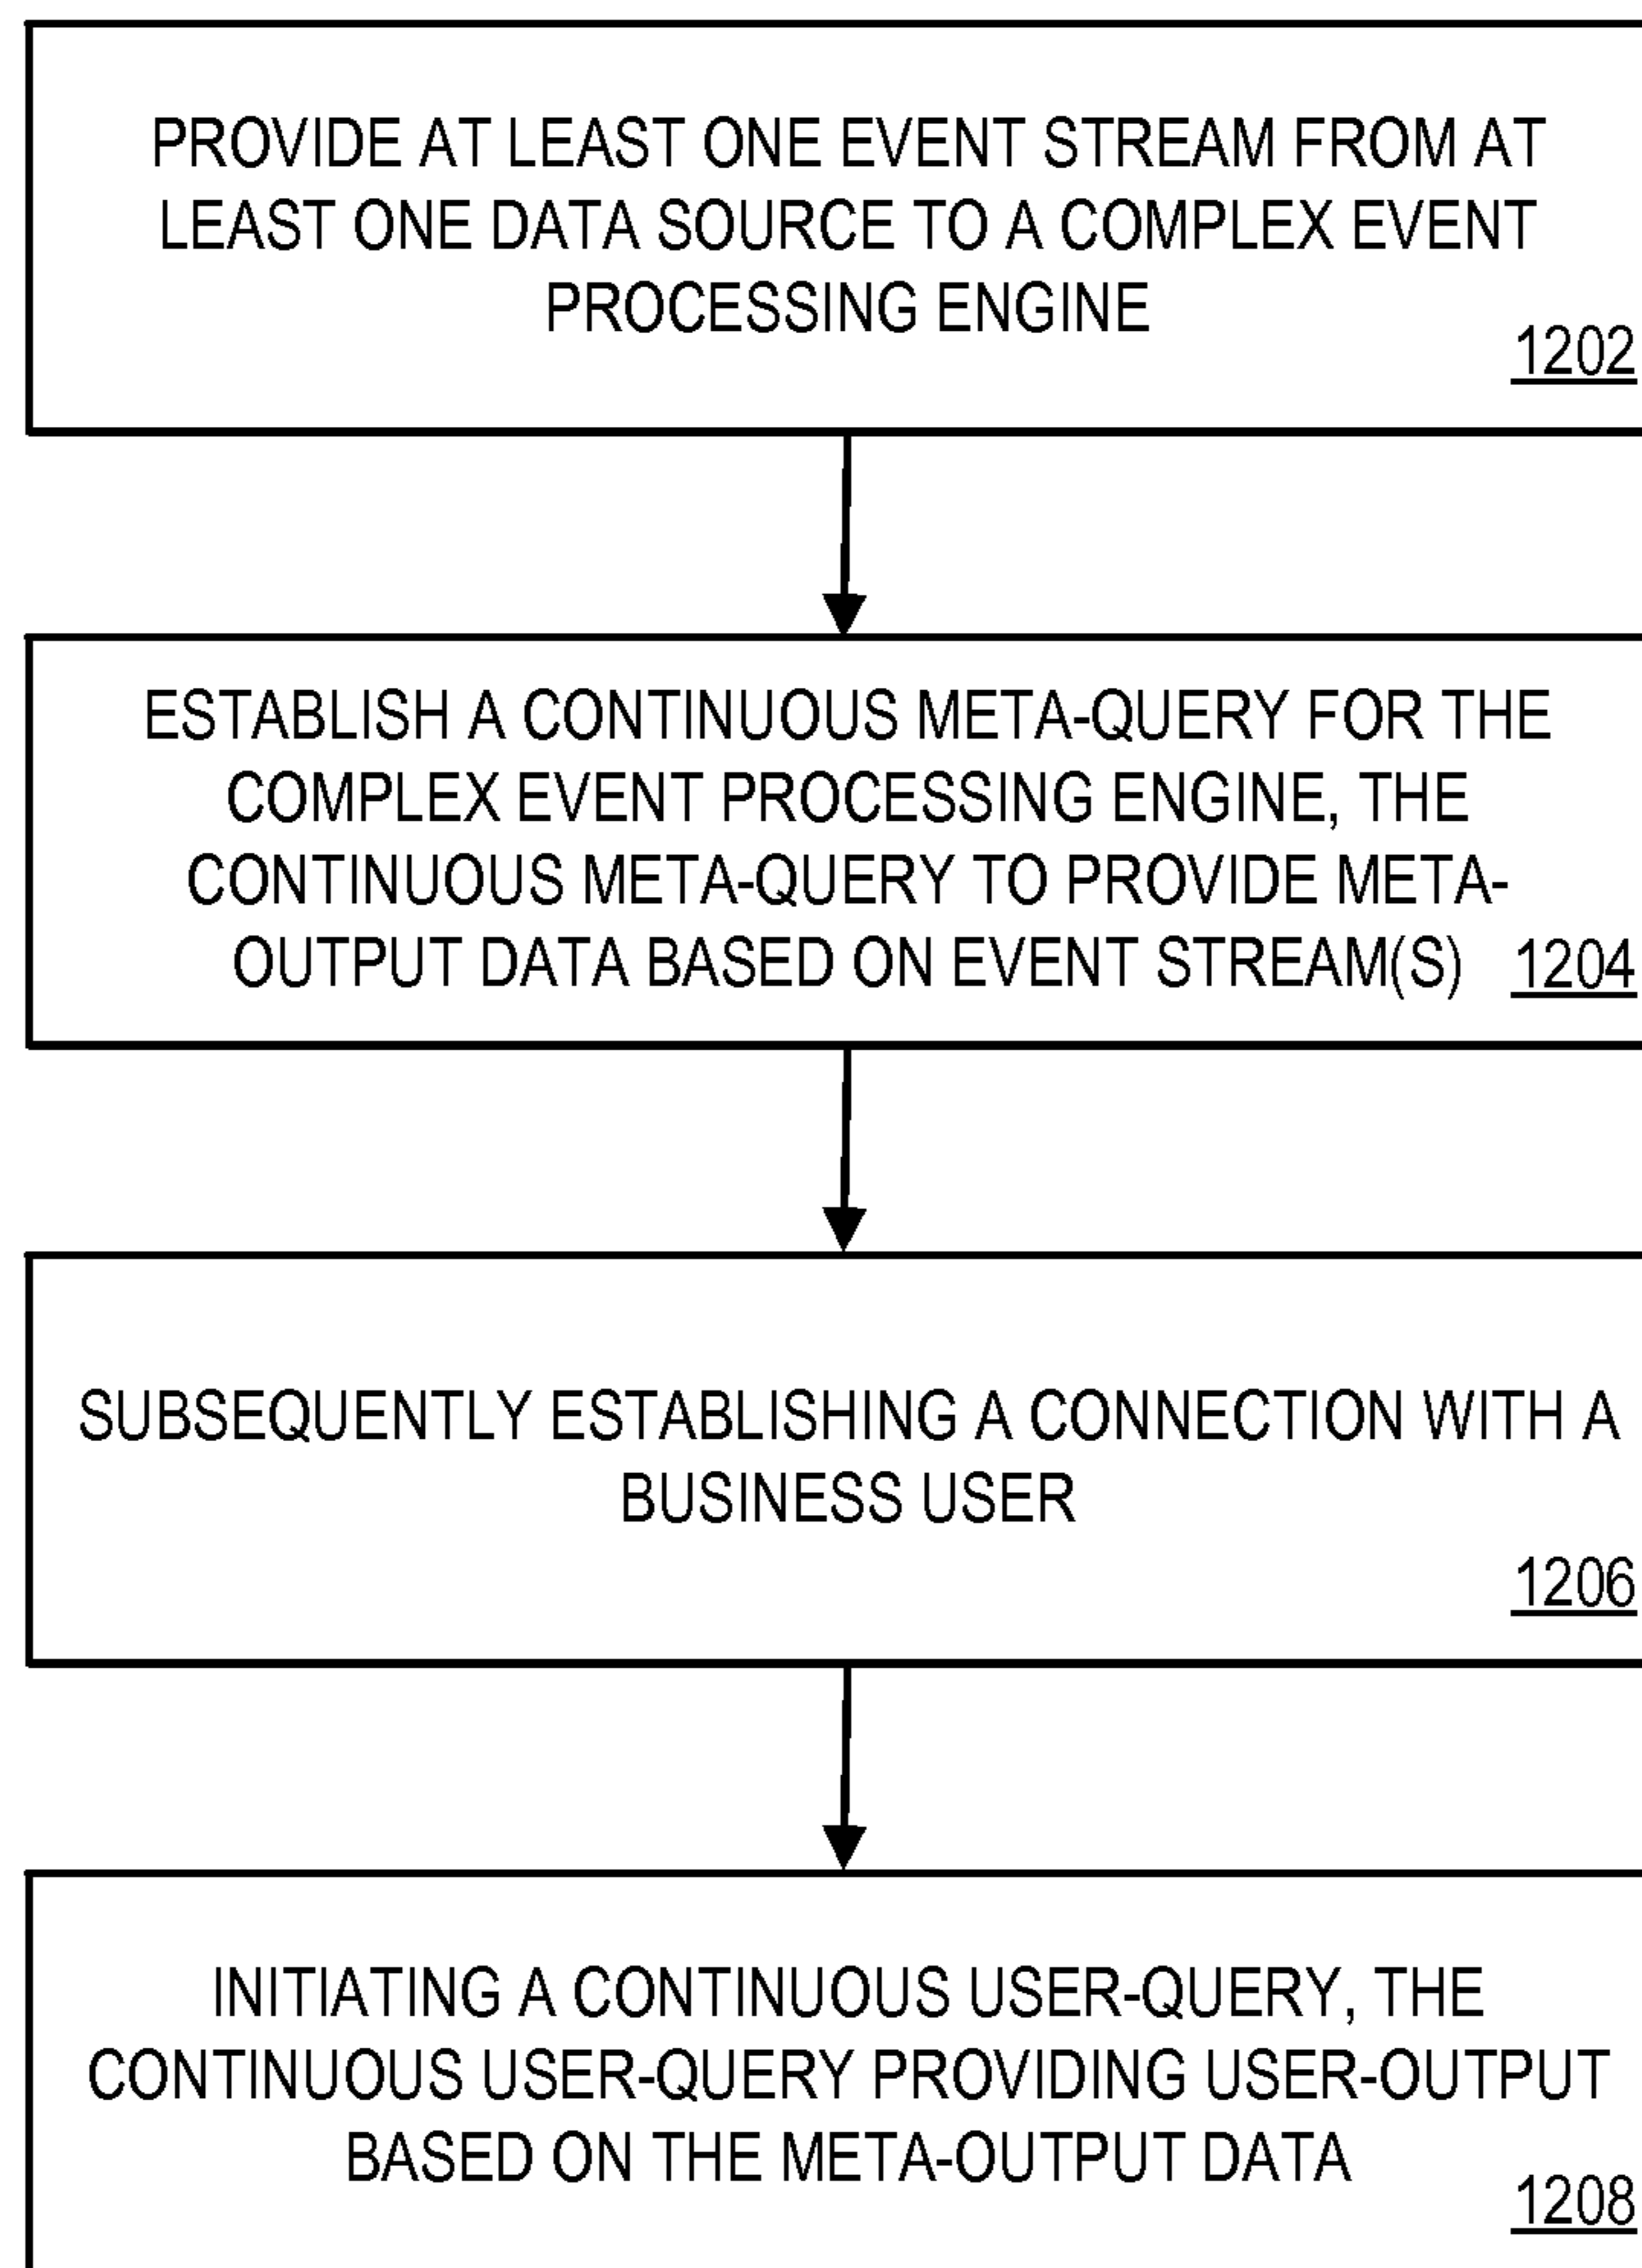 PROVIDE AT LEAST ONE EVENT STREAM FROM AT
LEAST ONE DATA SOURCE TO A COMPLEX EVENT
PROCESSING ENGINE
1202
ESTABLISH A CONTINUOUS META-QUERY FOR THE
COMPLEX EVENT PROCESSING ENGINE, THE
CONTINUOUS META-QUERY TO PROVIDE META-
OUTPUT DATA BASED ON EVENT STREAM(S) 1204
SUBSEQUENTLY ESTABLISHING A CONNECTION WITH A
BUSINESS USER
1206
INITIATING A CONTINUOUS USER-QUERY, THE
CONTINUOUS USER-QUERY PROVIDING USER-OUTPUT
BASED ON THE META-OUTPUT DATA
1208